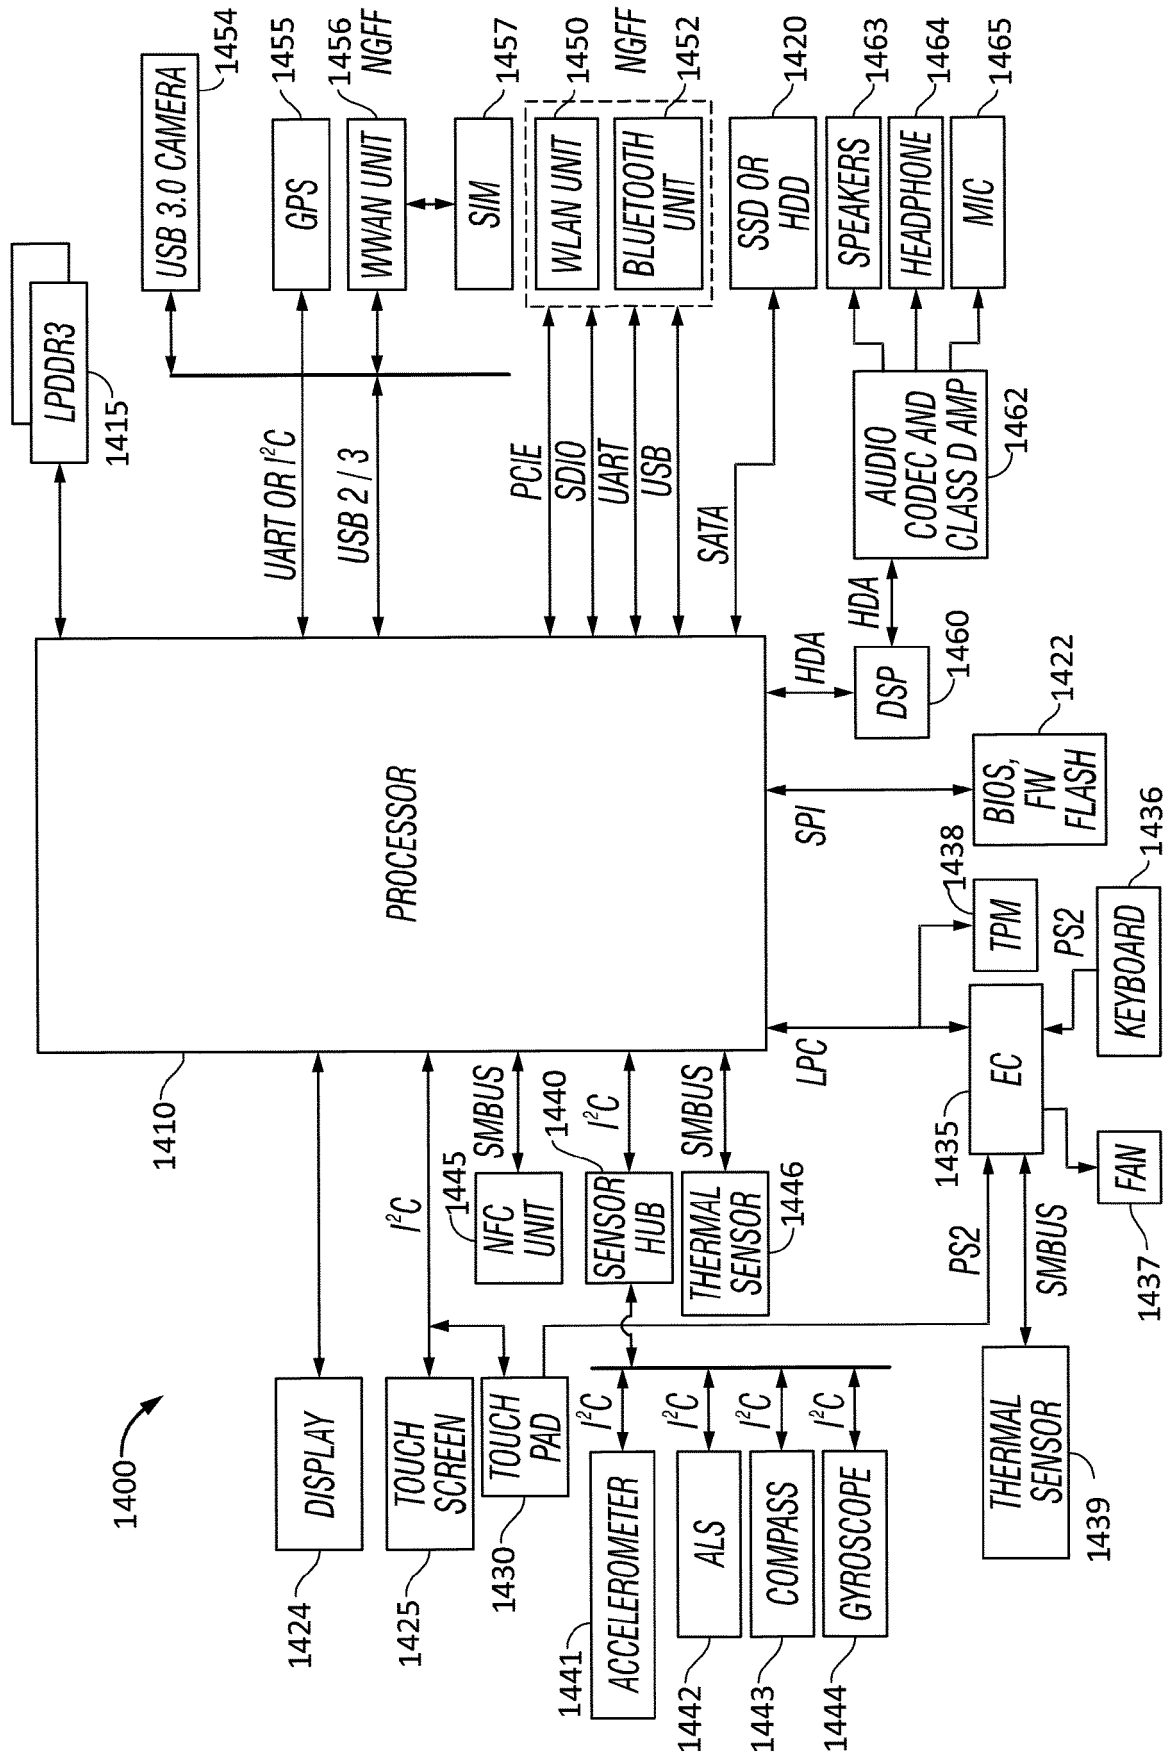 1400
1424
DISPLAY
1425
TOUCH
SCREEN
I²C
1430
TOUCH
PAD
1441
ACCELEROMETER
I²C
1442
ALS
I²C
1443
COMPASS
I²C
1444
GYROSCOPE
I²C
1445
NFC
UNIT
SMBUS
1440
SENSOR
HUB
I²C
THERMAL
SENSOR
1446
SMBUS
PS2
THERMAL
SENSOR
1439
SMBUS
FAN
1437
1435
EC
LPC
KEYBOARD
1436
PS2
TPM
1438
1410
PROCESSOR
SPI
BIOS,
FW
FLASH
1422
HDA
DSP
1460
HDA
AUDIO
CODEC AND
CLASS D AMP
1462
LPDDR3
1415
USB 3.0 CAMERA
1454
UART OR I²C
GPS
1455
USB 2 / 3
WWAN UNIT
1456
NGFF
SIM
1457
PCIE
SDIO
UART
USB
WLAN UNIT
1450
BLUETOOTH
UNIT
1452
NGFF
SATA
SSD OR
HDD
1420
SPEAKERS
1463
HEADPHONE
1464
MIC
1465